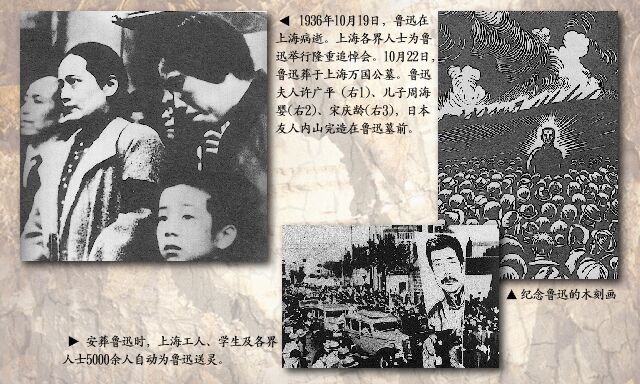 ◀ 1936年10月19日，鲁迅在
上海病逝。上海各界人士为鲁
迅举行隆重追悼会。10月22日，
鲁迅葬于上海万国公墓。鲁迅
夫人许广平（右1）、儿子周海
婴（右2）、宋庆龄（右3），日本
友人内山完造在鲁迅墓前。
▲ 纪念鲁迅的木刻画
▶ 安葬鲁迅时，上海工人、学生及各界
人士5000余人自动为鲁迅送灵。